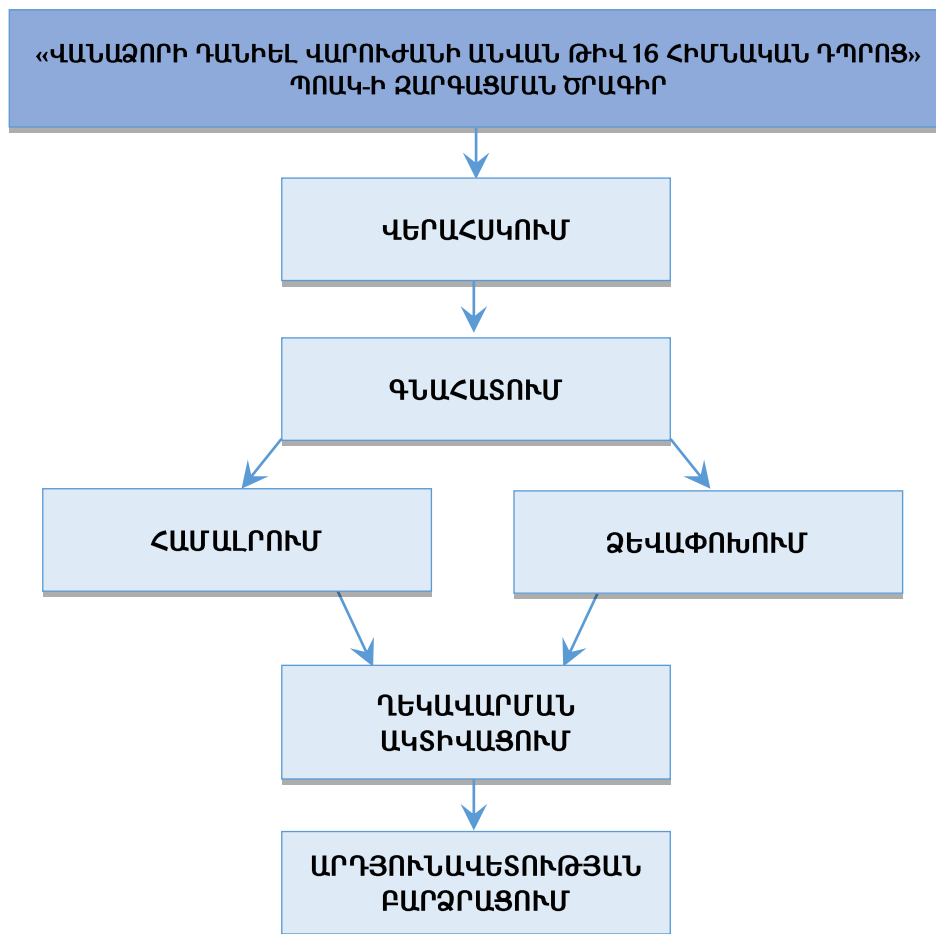 «ՎԱՆԱՁՈՐԻ ԴԱՆԻԵԼ ՎԱՐՈՒԺԱՆԻ ԱՆՎԱՆ ԹԻՎ 16 ՀԻՄՆԱԿԱՆ ԴՊՐՈՑ»
ՊՈԱԿ-Ի ԶԱՐԳԱՑՄԱՆ ԾՐԱԳԻՐ
ՎԵՐԱՀՍԿՈՒՄ
ԳՆԱՀԱՏՈՒՄ
ՀԱՄԱԼՐՈՒՄ
ՁԵՎԱՓՈԽՈՒՄ
ՂԵԿԱՎԱՐՄԱՆ
ԱԿՏԻՎԱՑՈՒՄ
ԱՐԴՅՈՒՆԱՎԵՏՈՒԹՅԱՆ
ԲԱՐՁՐԱՑՈՒՄ